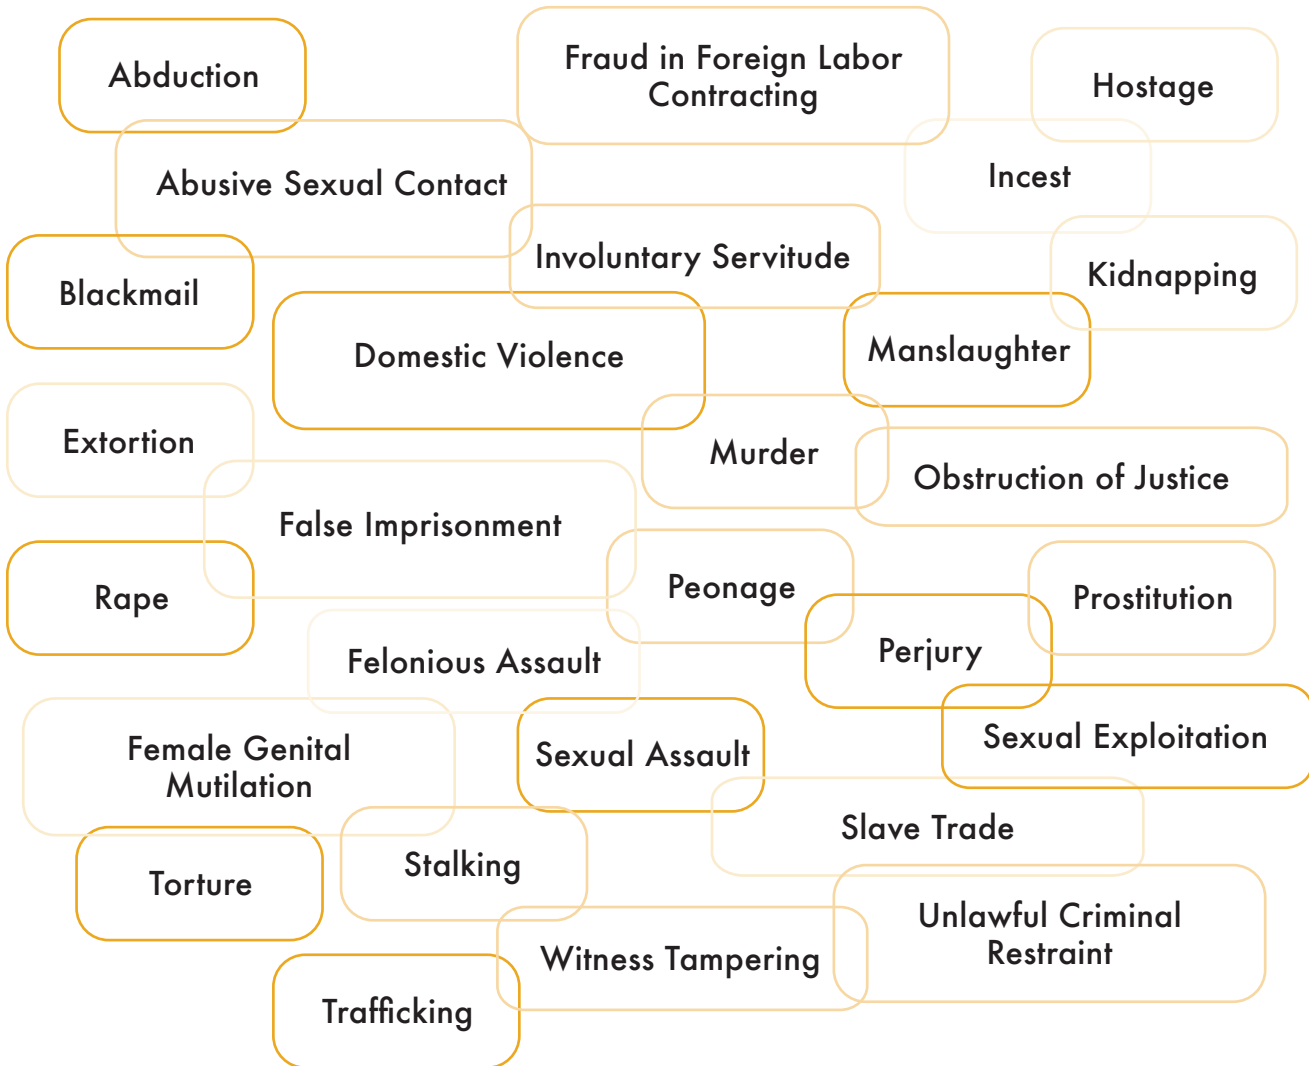 Abduction
Fraud in Foreign Labor
Contracting
Hostage
Abusive Sexual Contact
Incest
Involuntary Servitude
Kidnapping
Blackmail
Domestic Violence
Manslaughter
Extortion
Murder
Obstruction of Justice
False Imprisonment
Rape
Peonage
Prostitution
Felonious Assault
Perjury
Female Genital
Mutilation
Sexual Assault
Sexual Exploitation
Slave Trade
Torture
Stalking
Unlawful Criminal
Restraint
Witness Tampering
Trafficking